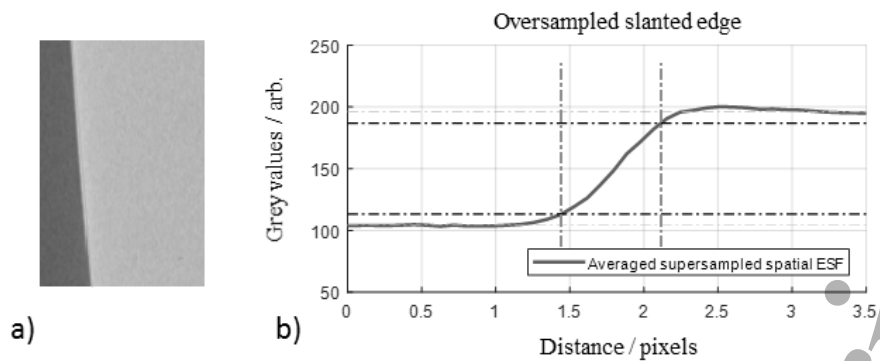 Oversampled slanted edge
250
200
150
100
50
Grey values / arb.
Averaged supersampled spatial ESF
0 0.5 1 1.5 2 2.5 3 3.5
Distance / pixels
a)
b)